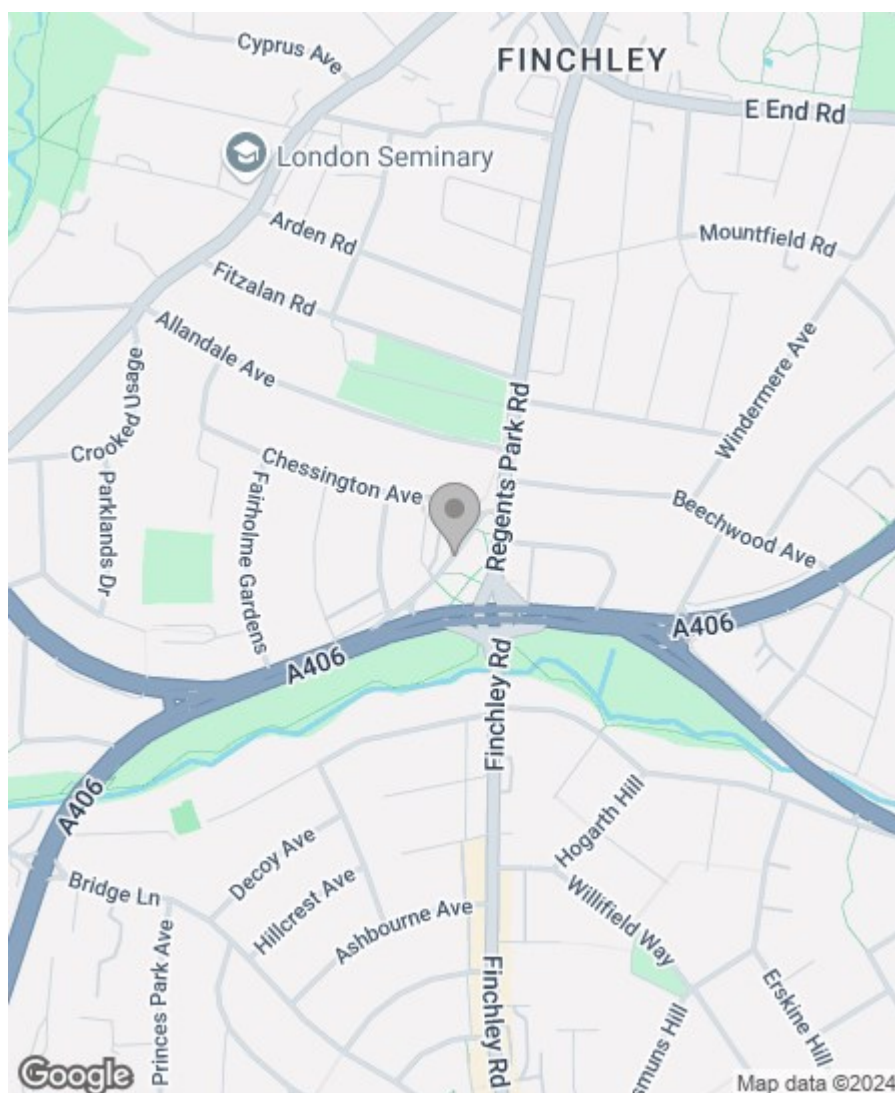 Cyprus Ave
FINCHLEY
E End Rd
London Seminary
Arden Rd
Mountfield Rd
Fitzalan Rd
Allandale Ave
Windermere Ave
Crooked Usage
Regents Park Rd
Chessington Ave
Parklands Dr
Fairholme Gardens
Beechwood Ave
A406
A406
Finchley Rd
A406
Hogarth Hill
Decoy Ave
Bridge Ln
Hillcrest Ave
Willifield Way
Ashbourne Ave
Princes Park Ave
Finchley Rd
Erskine Hill
smuns Hill
Google
Map data ©2024